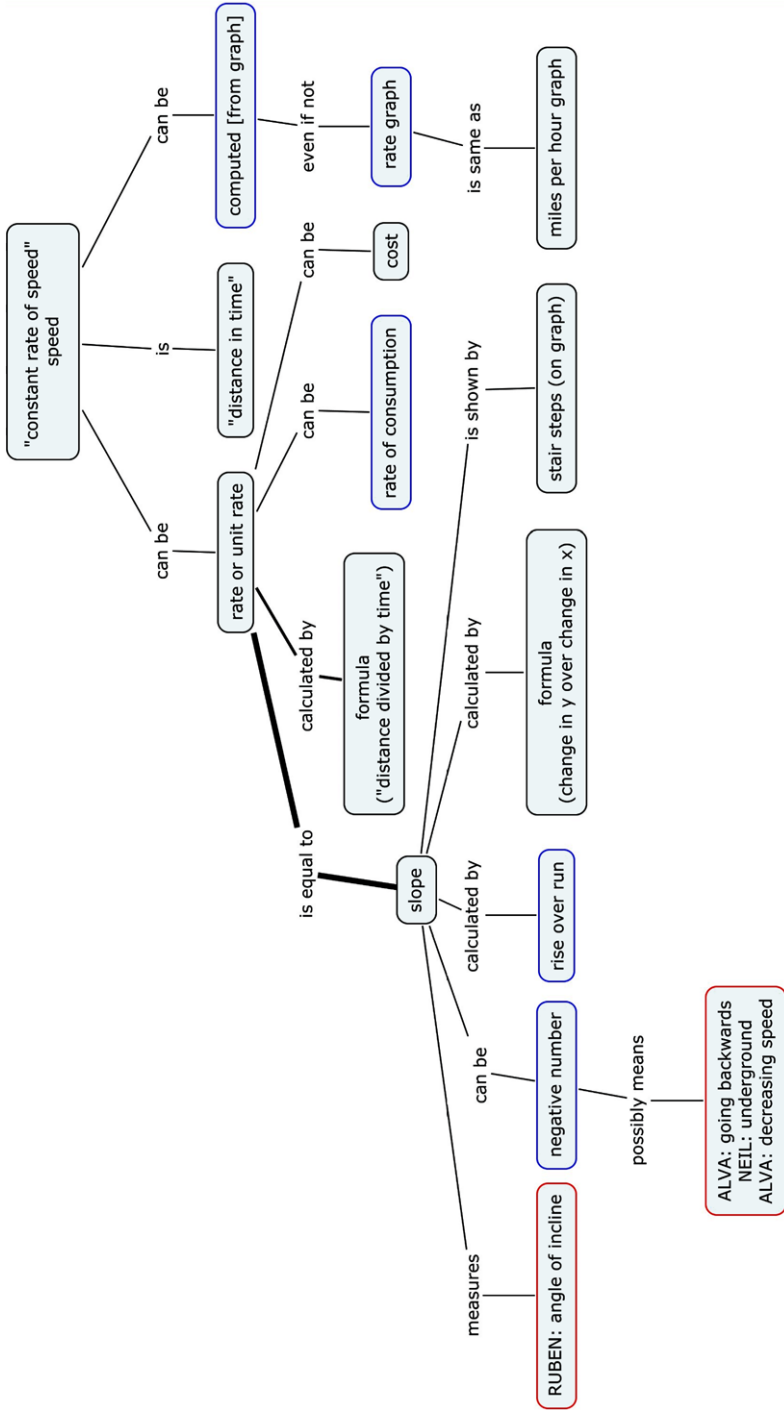 "constant rate of speed"
speed
can be
is
can be
rate or unit rate
"distance in time"
computed [from graph]
is equal to
calculated by
can be
can be
even if not
formula
("distance divided by time")
rate of consumption
cost
rate graph
slope
measures
can be
calculated by
calculated by
is shown by
is same as
RUBEN: angle of incline
negative number
rise over run
formula
(change in y over change in x)
stair steps (on graph)
miles per hour graph
possibly means
ALVA: going backwards
NEIL: underground
ALVA: decreasing speed